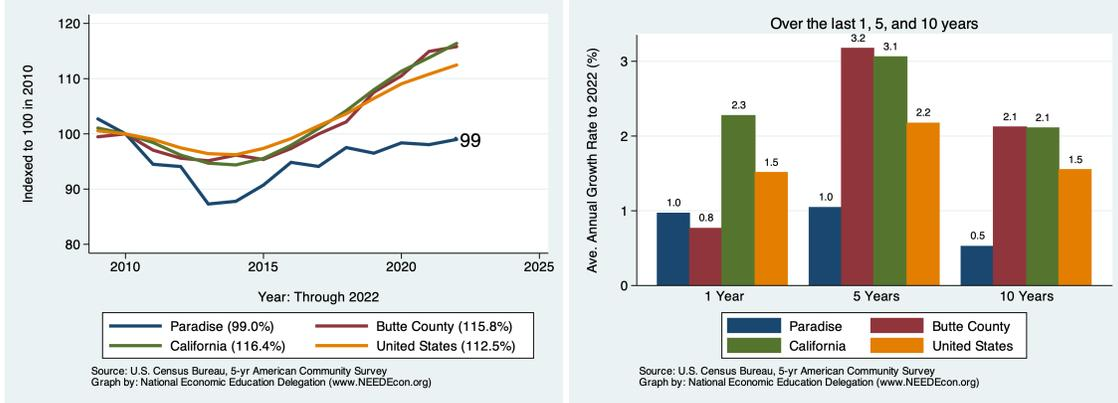 120
110
100
90
80
Indexed to 100 in 2010
99
2010 2015 2020 2025
Year: Through 2022
Paradise (99.0%) Butte County (115.8%)
California (116.4%) United States (112.5%)
Source: U.S. Census Bureau, 5-yr American Community Survey
Graph by: National Economic Education Delegation (www.NEEDEcon.org)
Over the last 1, 5, and 10 years
3
2
1
0
Ave. Annual Growth Rate to 2022 (%)
1.0 0.8 2.3 1.5
1.0 3.2 3.1 2.2
0.5 2.1 2.1 1.5
1 Year 5 Years 10 Years
Paradise Butte County
California United States
Source: U.S. Census Bureau, 5-yr American Community Survey
Graph by: National Economic Education Delegation (www.NEEDEcon.org)